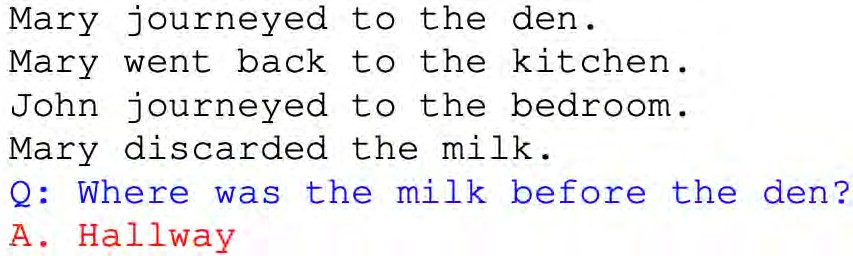 Mary journeyed to the den.
Mary went back to the kitchen.
John journeyed to the bedroom.
Mary discarded the milk.
Q: Where was the milk before the den?
A. Hallway